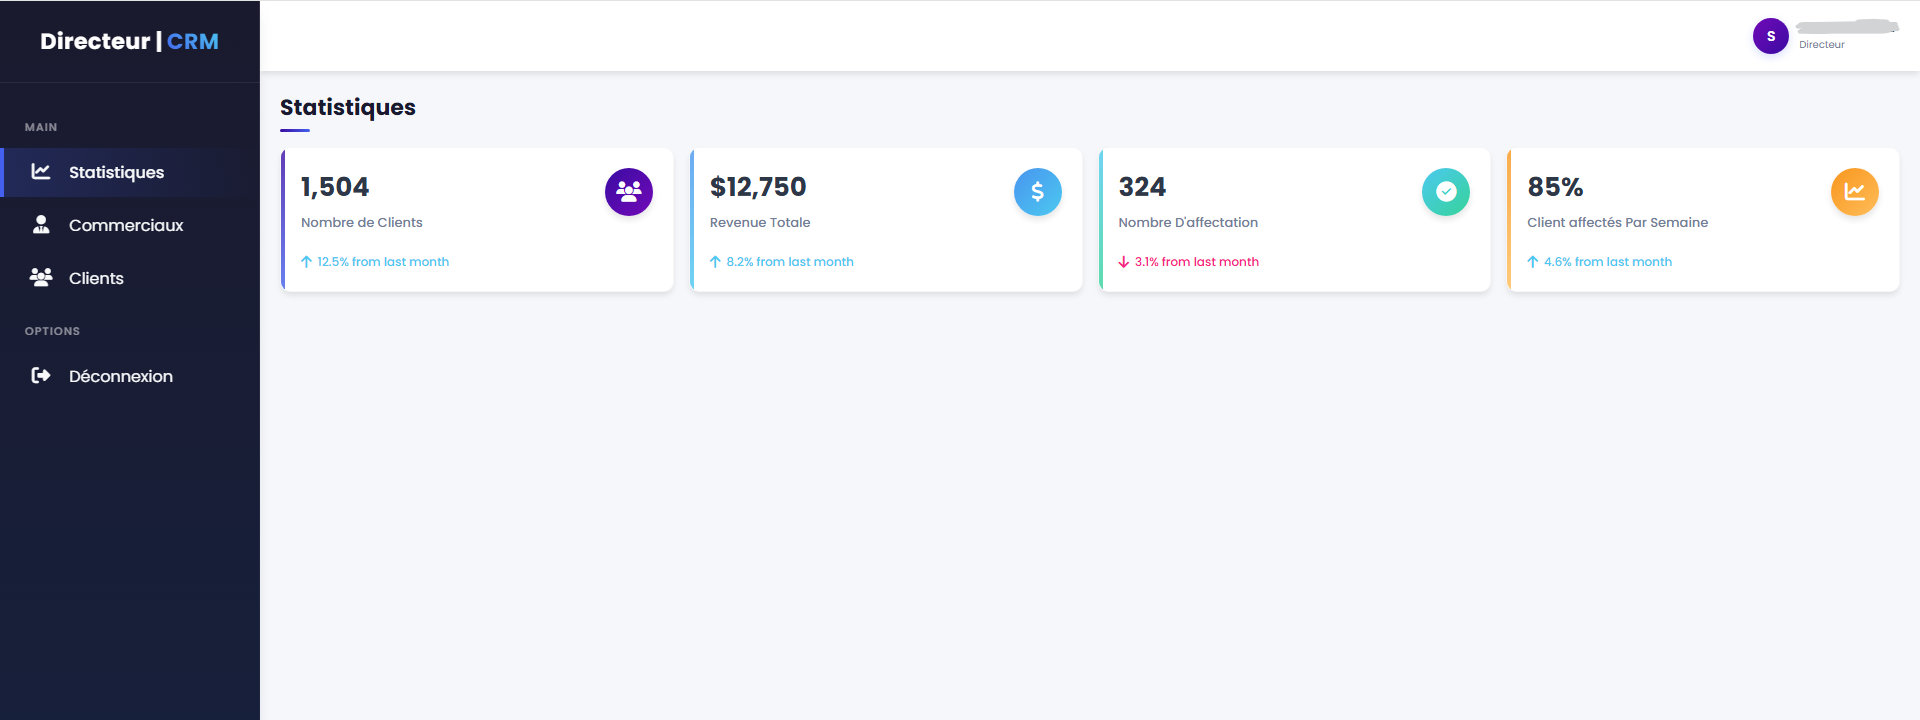 Directeur | CRM
S
Directeur
MAIN
Statistiques
Commerciaux
Clients
OPTIONS
Déconnexion
Statistiques
1,504
Nombre de Clients
12.5% from last month
$12,750
Revenue Totale
8.2% from last month
324
Nombre D'affectation
3.1% from last month
85%
Client affectés Par Semaine
4.6% from last month